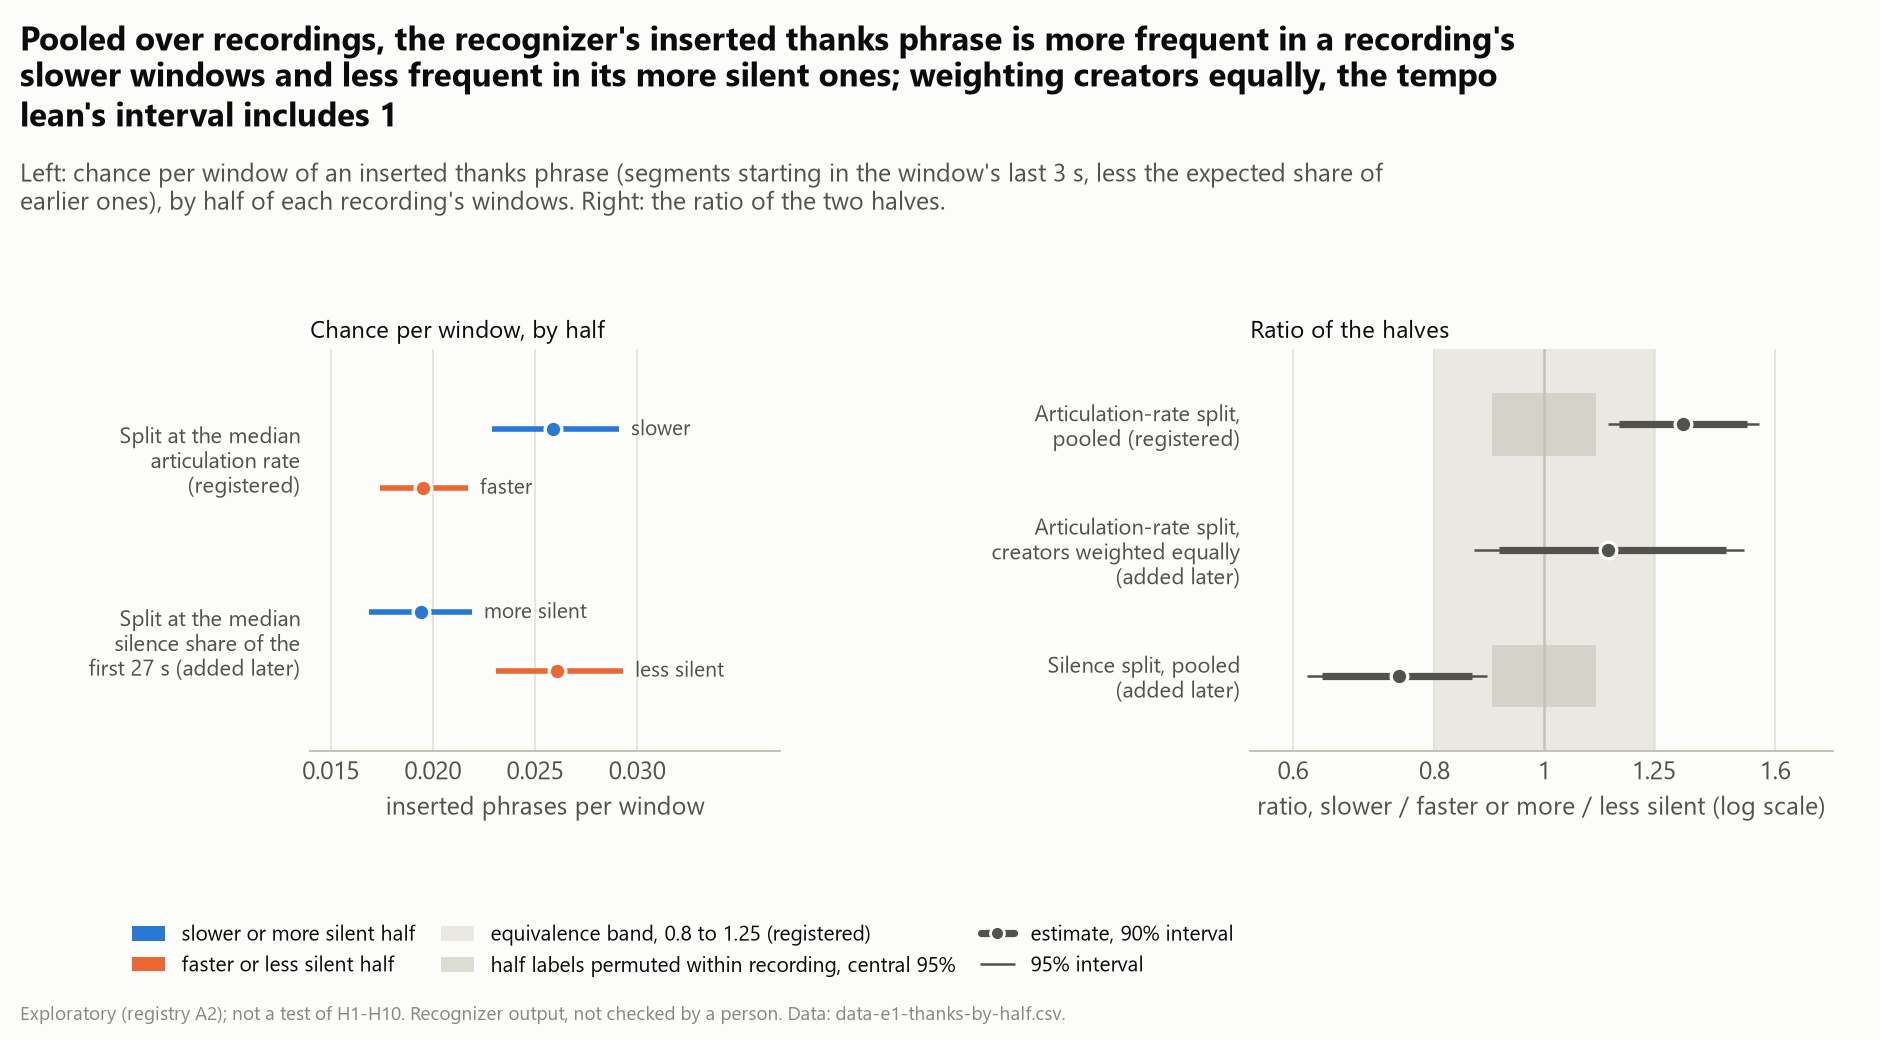 Pooled over recordings, the recognizer's inserted thanks phrase is more frequent in a recording's
slower windows and less frequent in its more silent ones; weighting creators equally, the tempo
lean's interval includes 1
Left: chance per window of an inserted thanks phrase (segments starting in the window's last 3 s, less the expected share of
earlier ones), by half of each recording's windows. Right: the ratio of the two halves.
Chance per window, by half
Split at the median
articulation rate
(registered)
slower
faster
Split at the median
silence share of the
first 27 s (added later)
more silent
less silent
0.015 0.020 0.025 0.030
inserted phrases per window
Ratio of the halves
Articulation-rate split,
pooled (registered)
Articulation-rate split,
creators weighted equally
(added later)
Silence split, pooled
(added later)
0.6 0.8 1 1.25 1.6
ratio, slower / faster or more / less silent (log scale)
slower or more silent half
faster or less silent half
equivalence band, 0.8 to 1.25 (registered)
half labels permuted within recording, central 95%
estimate, 90% interval
95% interval
Exploratory (registry A2); not a test of H1-H10. Recognizer output, not checked by a person. Data: data-e1-thanks-by-half.csv.